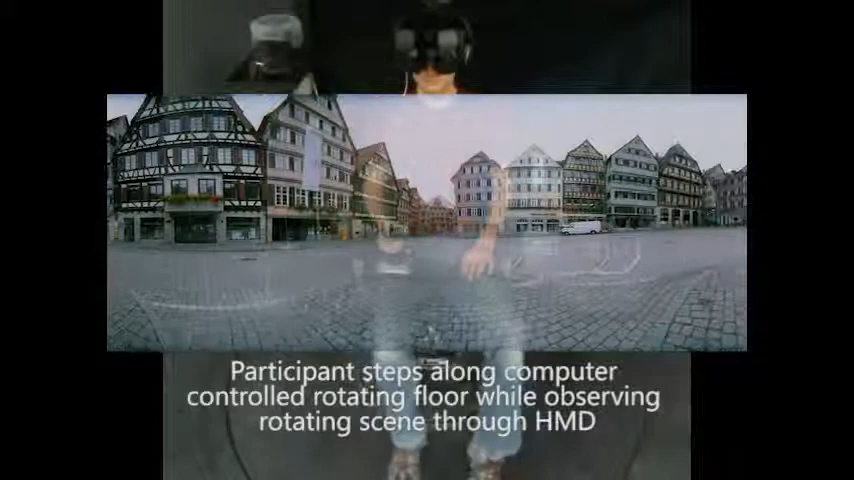 Participant steps along computer
controlled rotating floor while observing
rotating scene through HMD